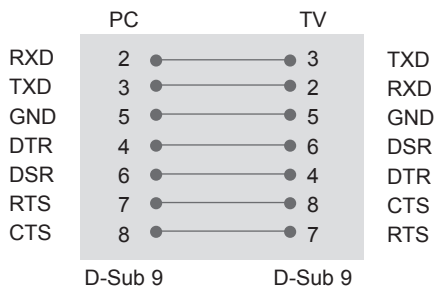 PC TV
RXD 2 3 TXD
TXD 3 2 RXD
GND 5 5 GND
DTR 4 6 DSR
DSR 6 4 DTR
RTS 7 8 CTS
CTS 8 7 RTS
D-Sub 9 D-Sub 9